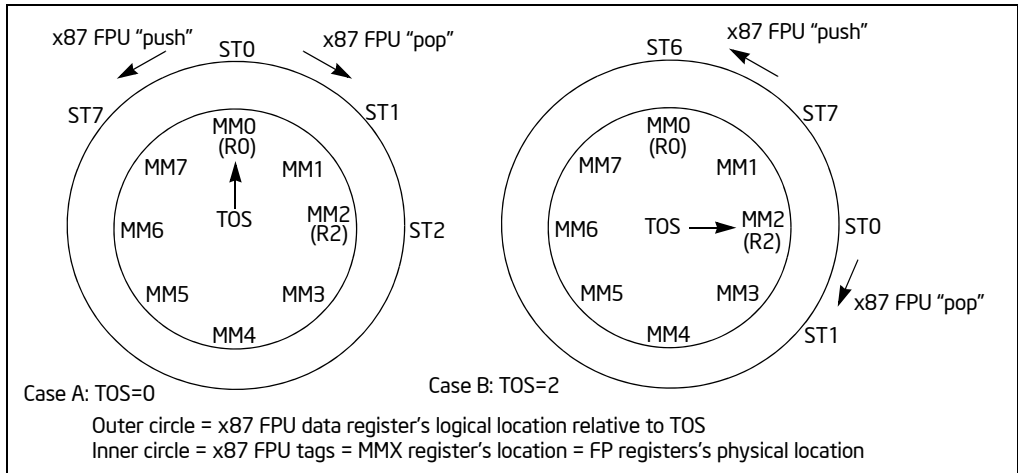 x87 FPU “push”
x87 FPU “pop”
ST0
ST7
ST1
MM0
(R0)
MM7
MM1
TOS
MM2
(R2)
MM6
ST2
MM5
MM3
MM4
Case A: TOS=0
x87 FPU “push”
ST6
ST7
MM0
(R0)
MM7
MM1
TOS
MM2
(R2)
MM6
ST0
MM5
MM3
x87 FPU “pop”
MM4
ST1
Case B: TOS=2
Outer circle = x87 FPU data register’s logical location relative to TOS
Inner circle = x87 FPU tags = MMX register’s location = FP registers’s physical location